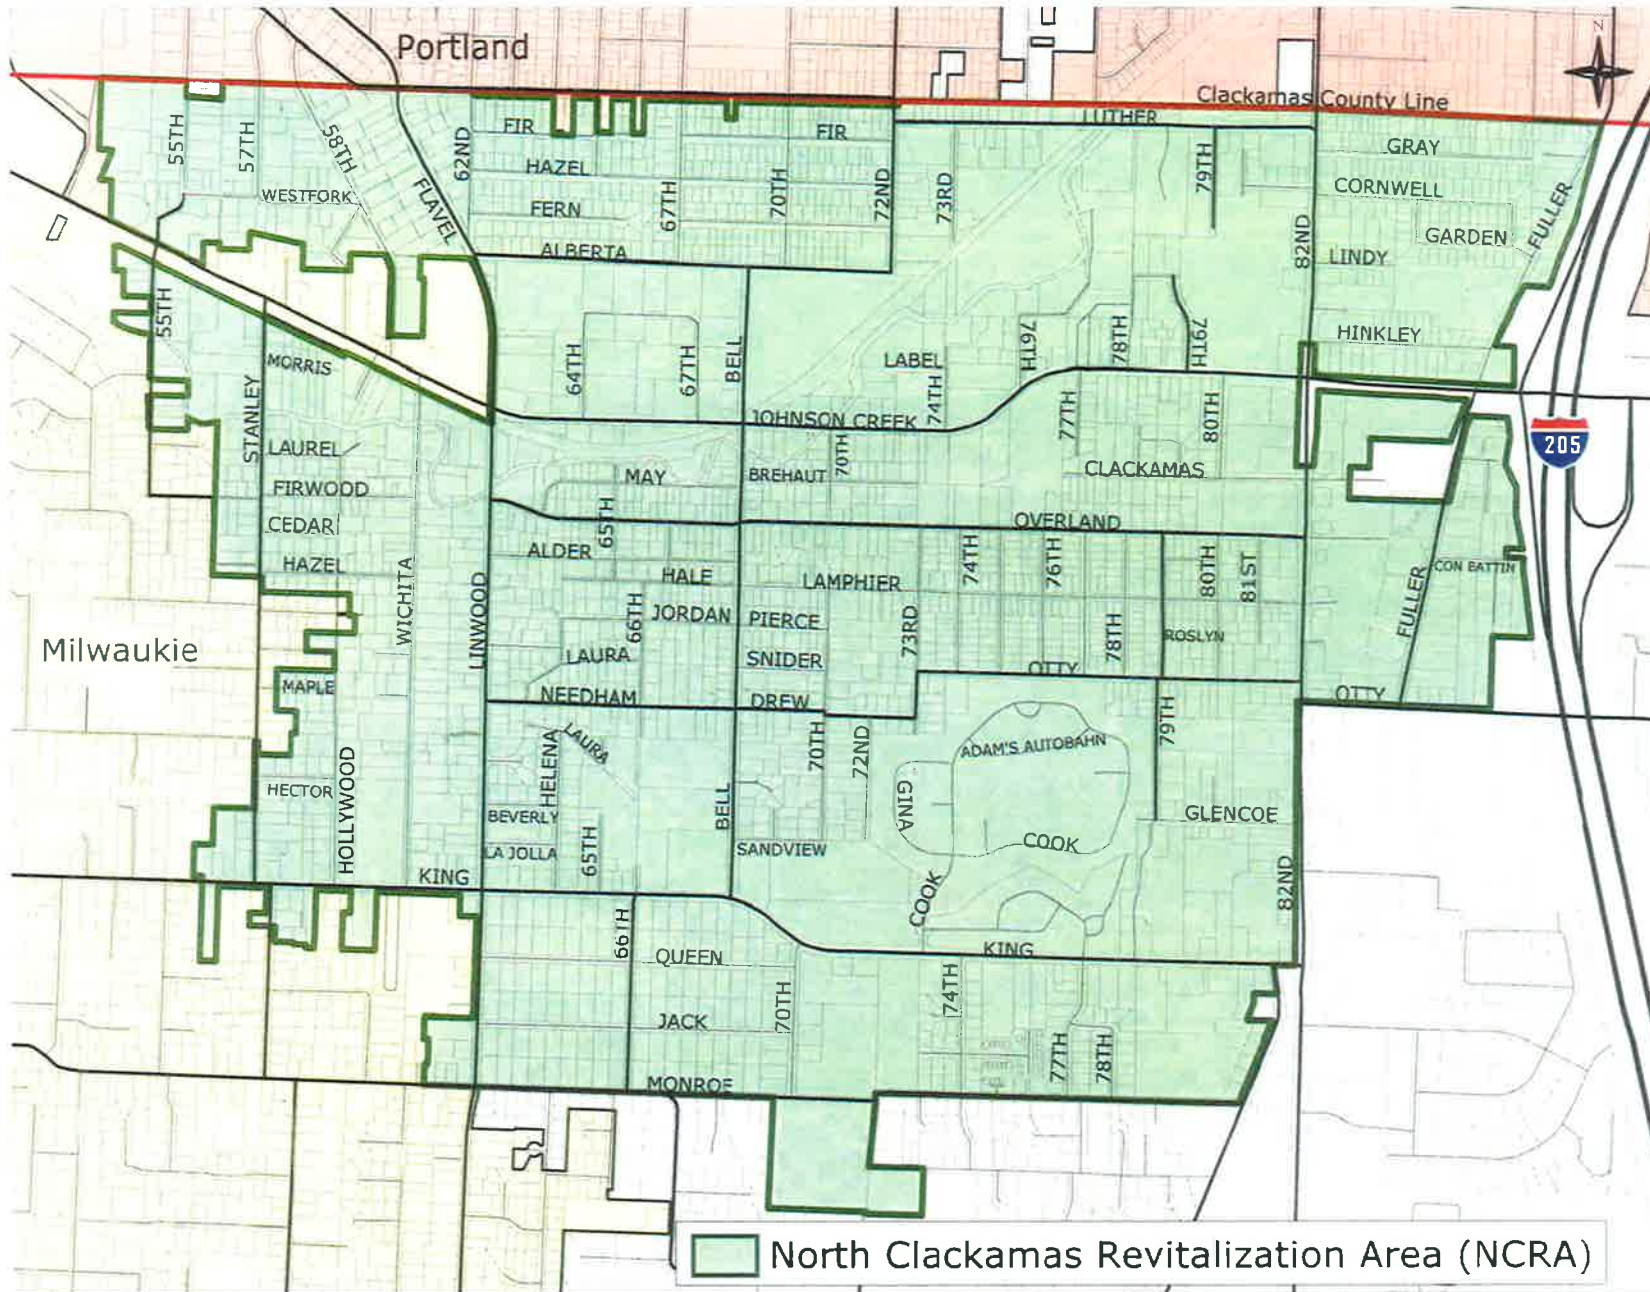 Portland
Clackamas County Line
LUTHER
N
55TH
57TH
58TH
62ND
FIR
FIR
GRAY
HAZEL
79TH
CORNWELL
WESTFORK
FLAVEL
FERN
67TH
70TH
72ND
73RD
FULLER
GARDEN
ALBERTA
82ND
LINDY
55TH
MORRIS
64TH
67TH
BELL
LABEL
76TH
78TH
79TH
HINKLEY
STANLEY
JOHNSON CREEK
74TH
77TH
80TH
205
LAUREL
MAY
BREHAUT
70TH
CLACKAMAS
FIRWOOD
CEDAR
65TH
OVERLAND
HAZEL
ALDER
HALE
LAMPHIER
74TH
76TH
80TH
81ST
CON BATTIN
WICHITA
LINWOOD
66TH
JORDAN
PIERCE
73RD
78TH
ROSLYN
FULLER
Milwaukie
LAURA
SNIDER
OTTY
OTTY
MAPLE
NEEDHAM
DREW
HELENA
LAURA
70TH
72ND
ADAM'S AUTOBAHN
79TH
HECTOR
HOLLYWOOD
BEVERLY
BELL
GINA
GLENCOE
LA JOLLA
65TH
SANDVIEW
COOK
KING
COOK
82ND
66TH
QUEEN
KING
JACK
70TH
74TH
77TH
78TH
MONROE
North Clackamas Revitalization Area (NCRA)